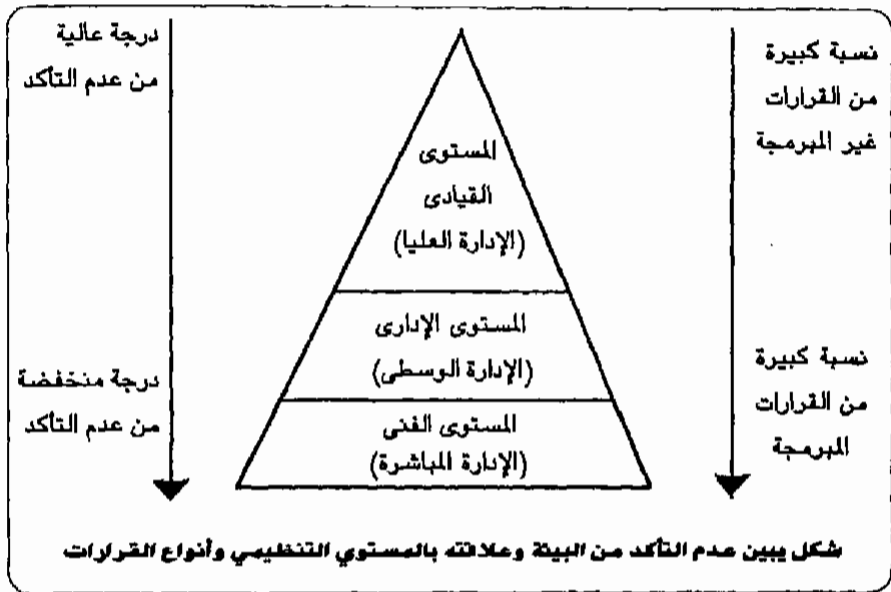 نسبة كبيرة
من القرارات
غير المبرمجة
نسبة كبيرة
من القرارات
المبرمجة
المستوى
القيادى
(الإدارة العليا)
المستوى الإدارى
(الإدارة الوسطى)
المستوى الفنى
(الإدارة المباشرة)
درجة عالية
من عدم التأكد
درجة منخفضة
من عدم التأكد
شكل يبين عدم التأكد من البيئة وعلاقته بالمستوي التنظيمي وأنواع القرارات